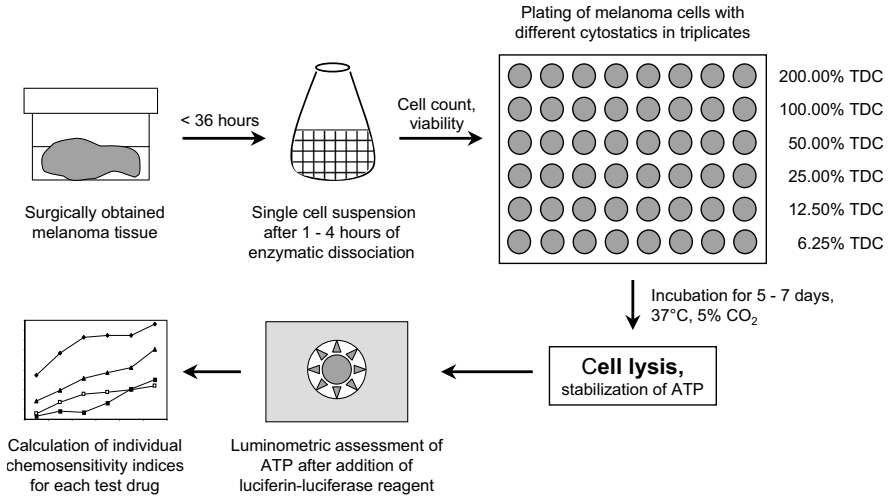 Plating of melanoma cells with
different cytostatics in triplicates
200.00% TDC
100.00% TDC
50.00% TDC
25.00% TDC
12.50% TDC
6.25% TDC
< 36 hours
Cell count,
viability
Surgically obtained
melanoma tissue
Single cell suspension
after 1 - 4 hours of
enzymatic dissociation
Incubation for 5 - 7 days,
37°C, 5% CO₂
Cell lysis,
stabilization of ATP
Luminometric assessment of
ATP after addition of
luciferin-luciferase reagent
Calculation of individual
chemosensitivity indices
for each test drug